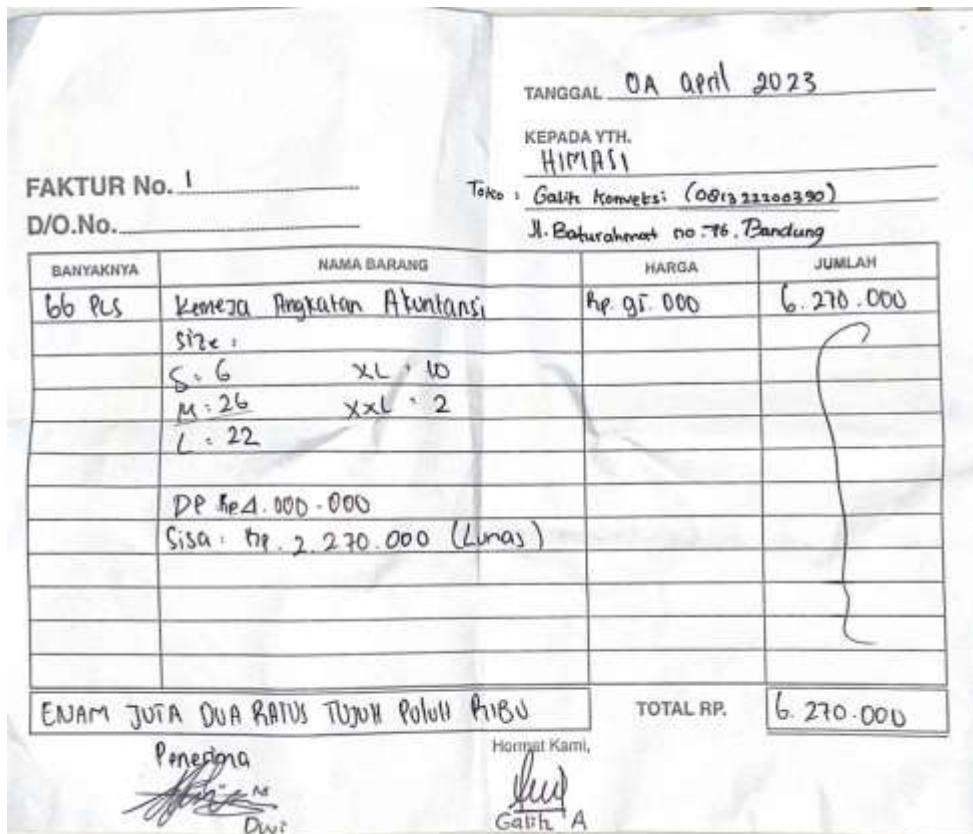 TANGGAL 04 April 2023
KEPADA YTH.
HIMASI
FAKTUR No. 1
Toko : Galih Konveksi (081322200390)
D/O.No.
Jl. Baturahmat no.76. Bandung
BANYAKNYA NAMA BARANG HARGA JUMLAH
66 Pcs Kemeja Angkatan Akuntansi Rp. 95.000 6.270.000
Size :
S : 6 XL : 10
M : 26 XXL : 2
L : 22
DP Rp 4.000.000
Sisa : Rp. 2.270.000 (Lunas)
ENAM JUTA DUA RATUS TUJUH PULUH RIBU TOTAL RP. 6.270.000
Penerima Hormat Kami,
Dwi Galih A